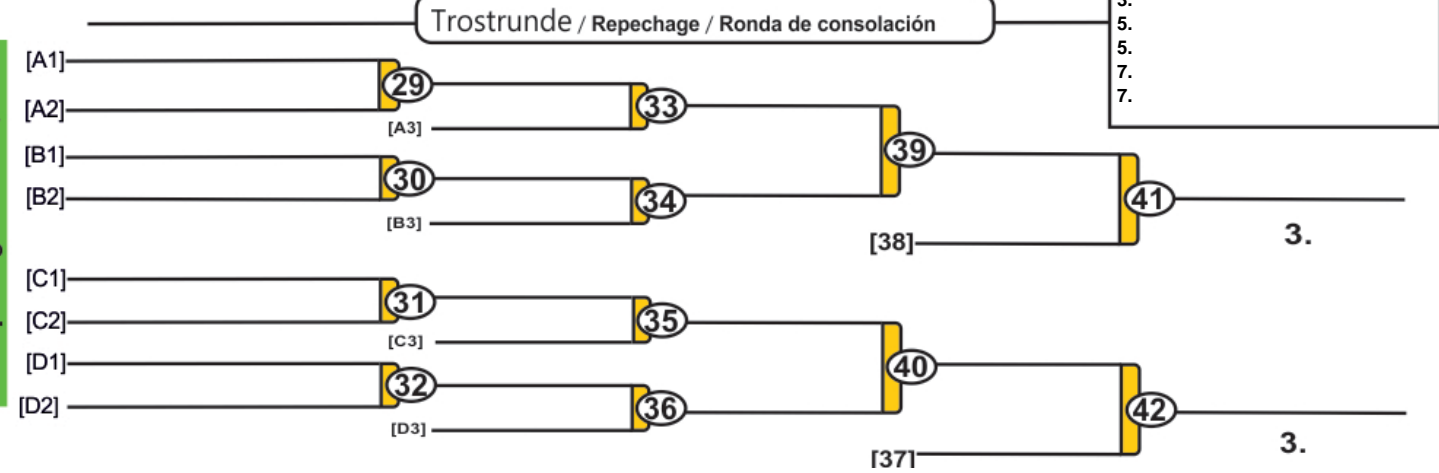 3.
Trostrunde / Repechage / Ronda de consolación
5.
5.
7.
7.
[A1]
29
[A2]
33
[A3]
[B1]
39
30
[B2]
34
41
[B3]
[38]
3.
[C1]
31
[C2]
35
[C3]
[D1]
40
32
[D2]
36
42
[D3]
3.
[37]